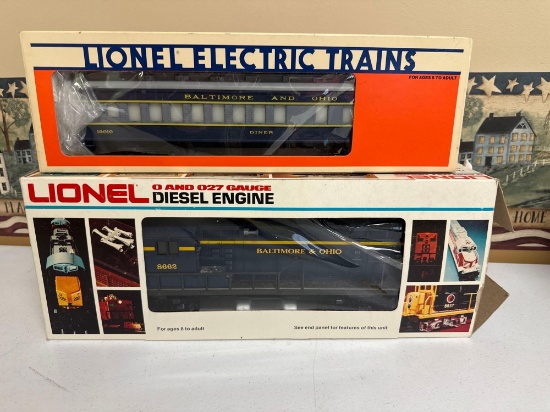 LIONEL ELECTRIC TRAINS
FOR AGES 8 TO ADULT
BALTIMORE AND OHIO
DINER
LIONEL
O AND O27 GAUGE
DIESEL ENGINE
8662
BALTIMORE & OHIO
For ages 8 to adult
See end panel for features of this unit
HOME